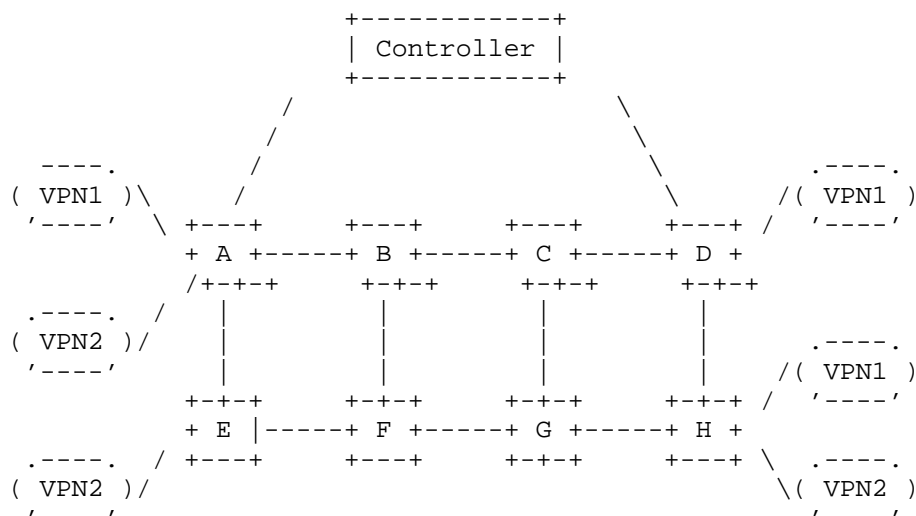 Controller
VPN1 VPN1
A B C D
VPN2
VPN1
E F G H
VPN2 VPN2